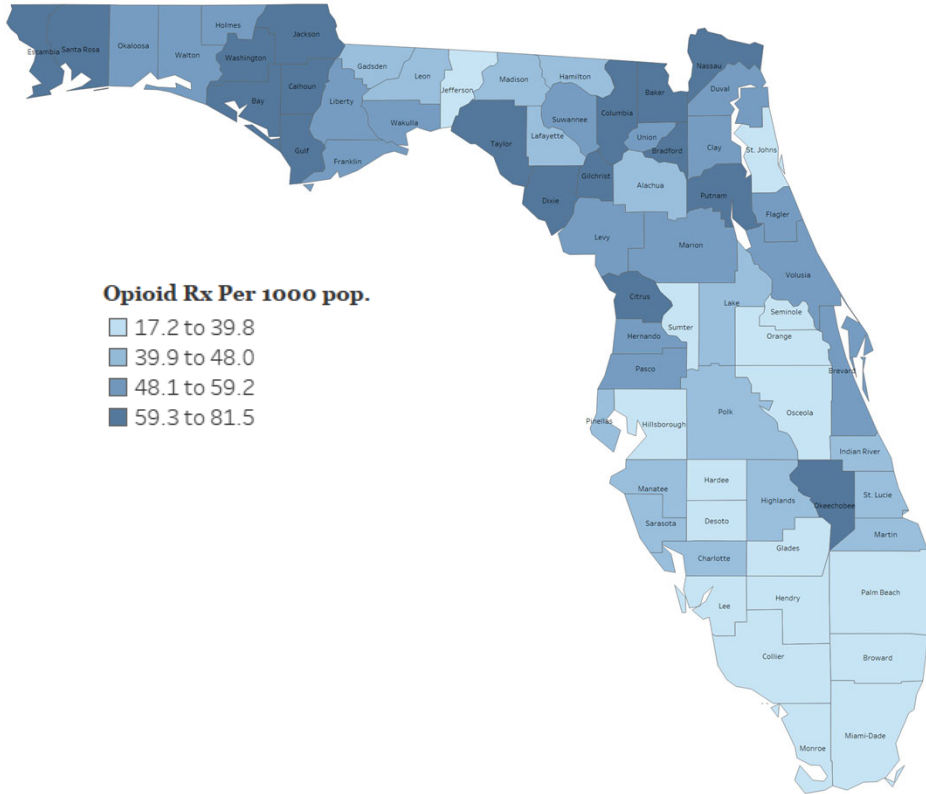 Holmes
Jackson
Escambia
Santa Rosa
Okaloosa
Walton
Washington
Gadsden
Leon
Jefferson
Madison
Hamilton
Nassau
Baker
Duval
Calhoun
Bay
Liberty
Wakulla
Suwannee
Columbia
Union
Bradford
Clay
St. Johns
Taylor
Lafayette
Gulf
Franklin
Gilchrist
Alachua
Putnam
Dixie
Flagler
Levy
Marion
Volusia
Opioid Rx Per 1000 pop.
17.2 to 39.8
39.9 to 48.0
48.1 to 59.2
59.3 to 81.5
Citrus
Lake
Sumter
Seminole
Hernando
Orange
Pasco
Brevard
Pinellas
Hillsborough
Polk
Osceola
Indian River
Manatee
Hardee
Highlands
Okeechobee
St. Lucie
Sarasota
Desoto
Martin
Charlotte
Glades
Lee
Hendry
Palm Beach
Collier
Broward
Monroe
Miami-Dade